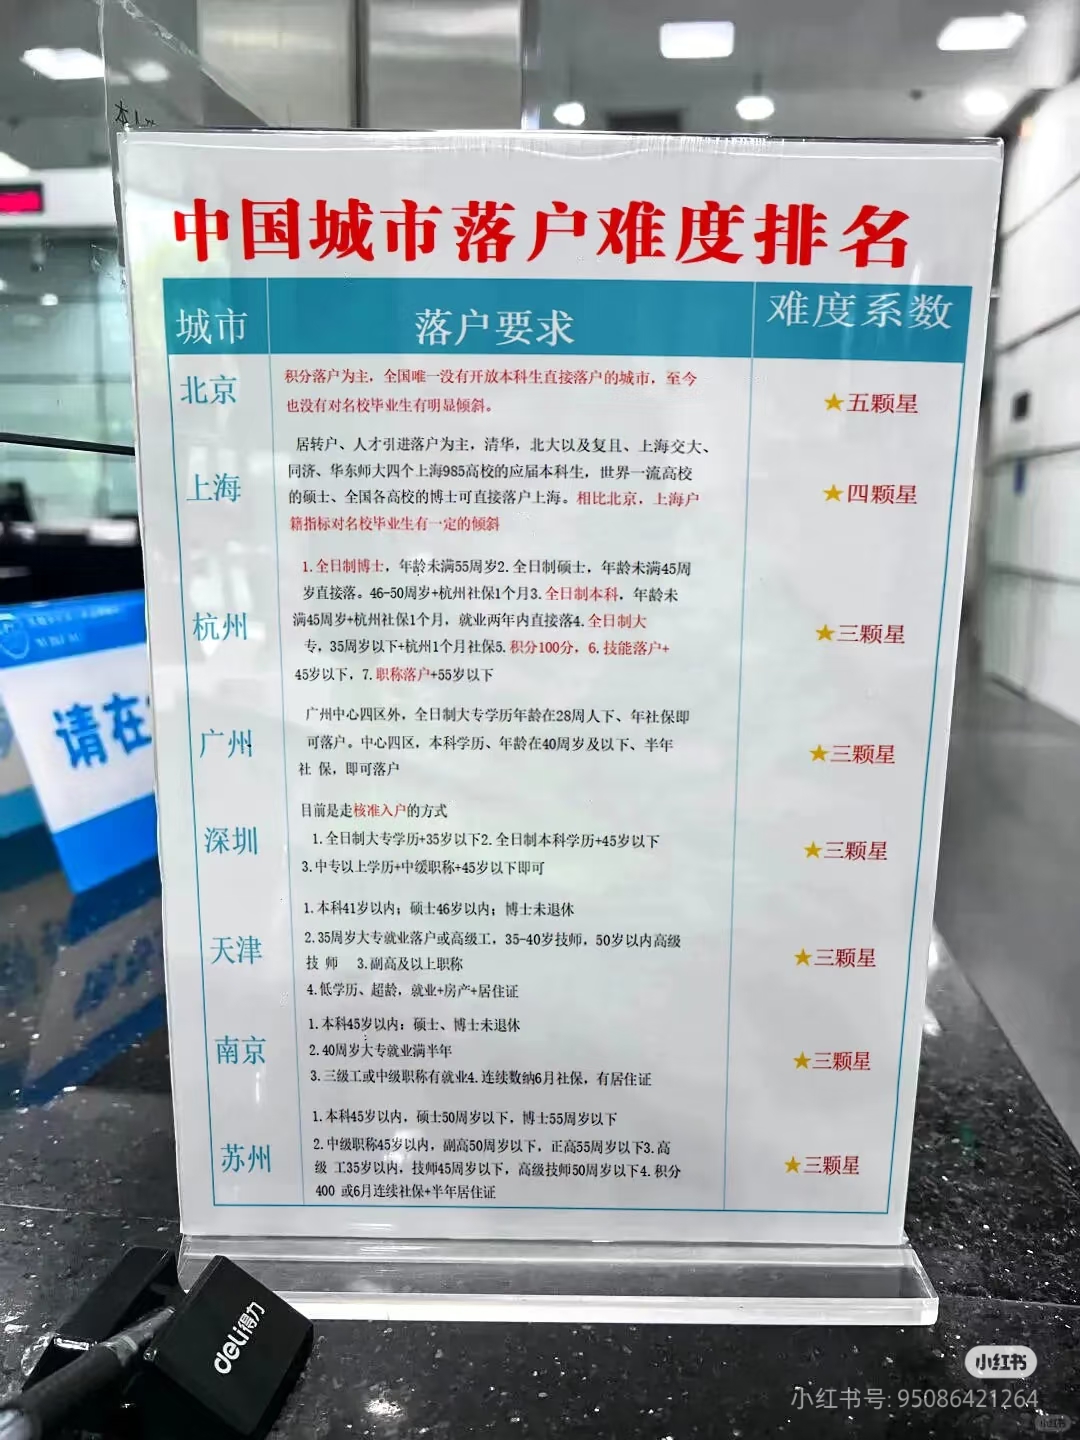 本人
中国城市落户难度排名
城市 落户要求 难度系数
北京
积分落户为主，全国唯一没有开放本科生直接落户的城市，至今
也没有对名校毕业生有明显倾斜。
★五颗星
上海
居转户、人才引进落户为主，清华，北大以及复旦、上海交大、
同济、华东师大四个上海985高校的应届本科生，世界一流高校
的硕士、全国各高校的博士可直接落户上海。相比北京，上海户
籍指标对名校毕业生有一定的倾斜
★四颗星
杭州
1.全日制博士，年龄未满55周岁2.全日制硕士，年龄未满45周
岁直接落。46-50周岁+杭州社保1个月3.全日制本科，年龄未
满45周岁+杭州社保1个月，就业两年内直接落4.全日制大
专，35周岁以下+杭州1个月社保5.积分100分，6.技能落户+
45岁以下，7.职称落户+55岁以下
★三颗星
广州
广州中心四区外，全日制大专学历年龄在28周人下、年社保即
可落户。中心四区，本科学历、年龄在40周岁及以下、半年
社 保，即可落户
★三颗星
深圳
目前是走核准入户的方式
1.全日制大专学历+35岁以下2.全日制本科学历+45岁以下
3.中专以上学历+中缓职称+45岁以下即可
★三颗星
天津
1.本科41岁以内；硕士46岁以内；博士未退休
2.35周岁大专就业落户或高级工，35-40岁技师，50岁以内高级
技 师 3.副高及以上职称
4.低学历、超龄，就业+房产+居住证
★三颗星
南京
1.本科45岁以内：硕士、博士未退休
2.40周岁大专就业满半年
3.三级工或中级职称有就业4.连续数纳6月社保，有居住证
★三颗星
苏州
1.本科45岁以内，硕士50周岁以下，博士55周岁以下
2.中级职称45岁以内，副高50周岁以下，正高55周岁以下3.高
级 工35岁以内，技师45周岁以下，高级技师50周岁以下4.积分
400 或6月连续社保+半年居住证
★三颗星
请在
deli得力
小红书
小红书号: 95086421264
小红书